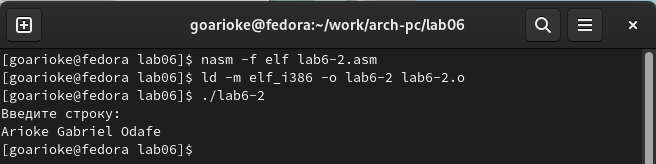 goarioke@fedora:~/work/arch-pc/lab06
[goarioke@fedora lab06]$ nasm -f elf lab6-2.asm
[goarioke@fedora lab06]$ ld -m elf_i386 -o lab6-2 lab6-2.o
[goarioke@fedora lab06]$ ./lab6-2
Введите строку:
Arioke Gabriel Odafe
[goarioke@fedora lab06]$